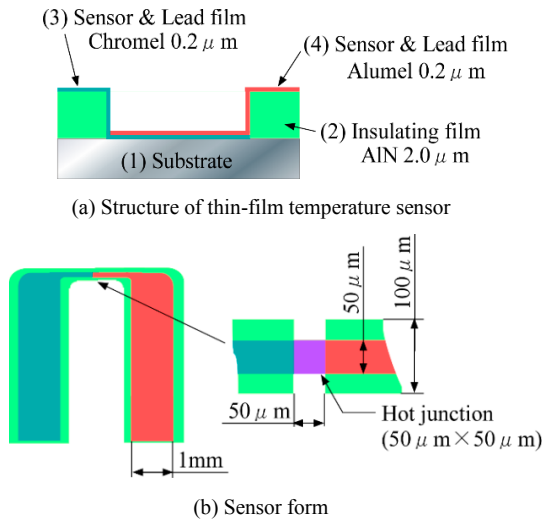 (3) Sensor & Lead film
Chromel 0.2 μ m
(4) Sensor & Lead film
Alumel 0.2 μ m
(2) Insulating film
AlN 2.0 μ m
(1) Substrate
(a) Structure of thin-film temperature sensor
50 μ m
100 μ m
50 μ m
Hot junction
(50 μ m×50 μ m)
1mm
(b) Sensor form